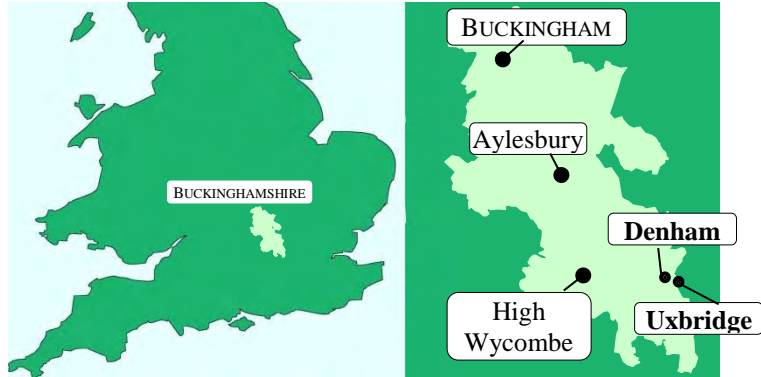 BUCKINGHAMSHIRE
BUCKINGHAM
Aylesbury
Denham
High
Wycombe
Uxbridge